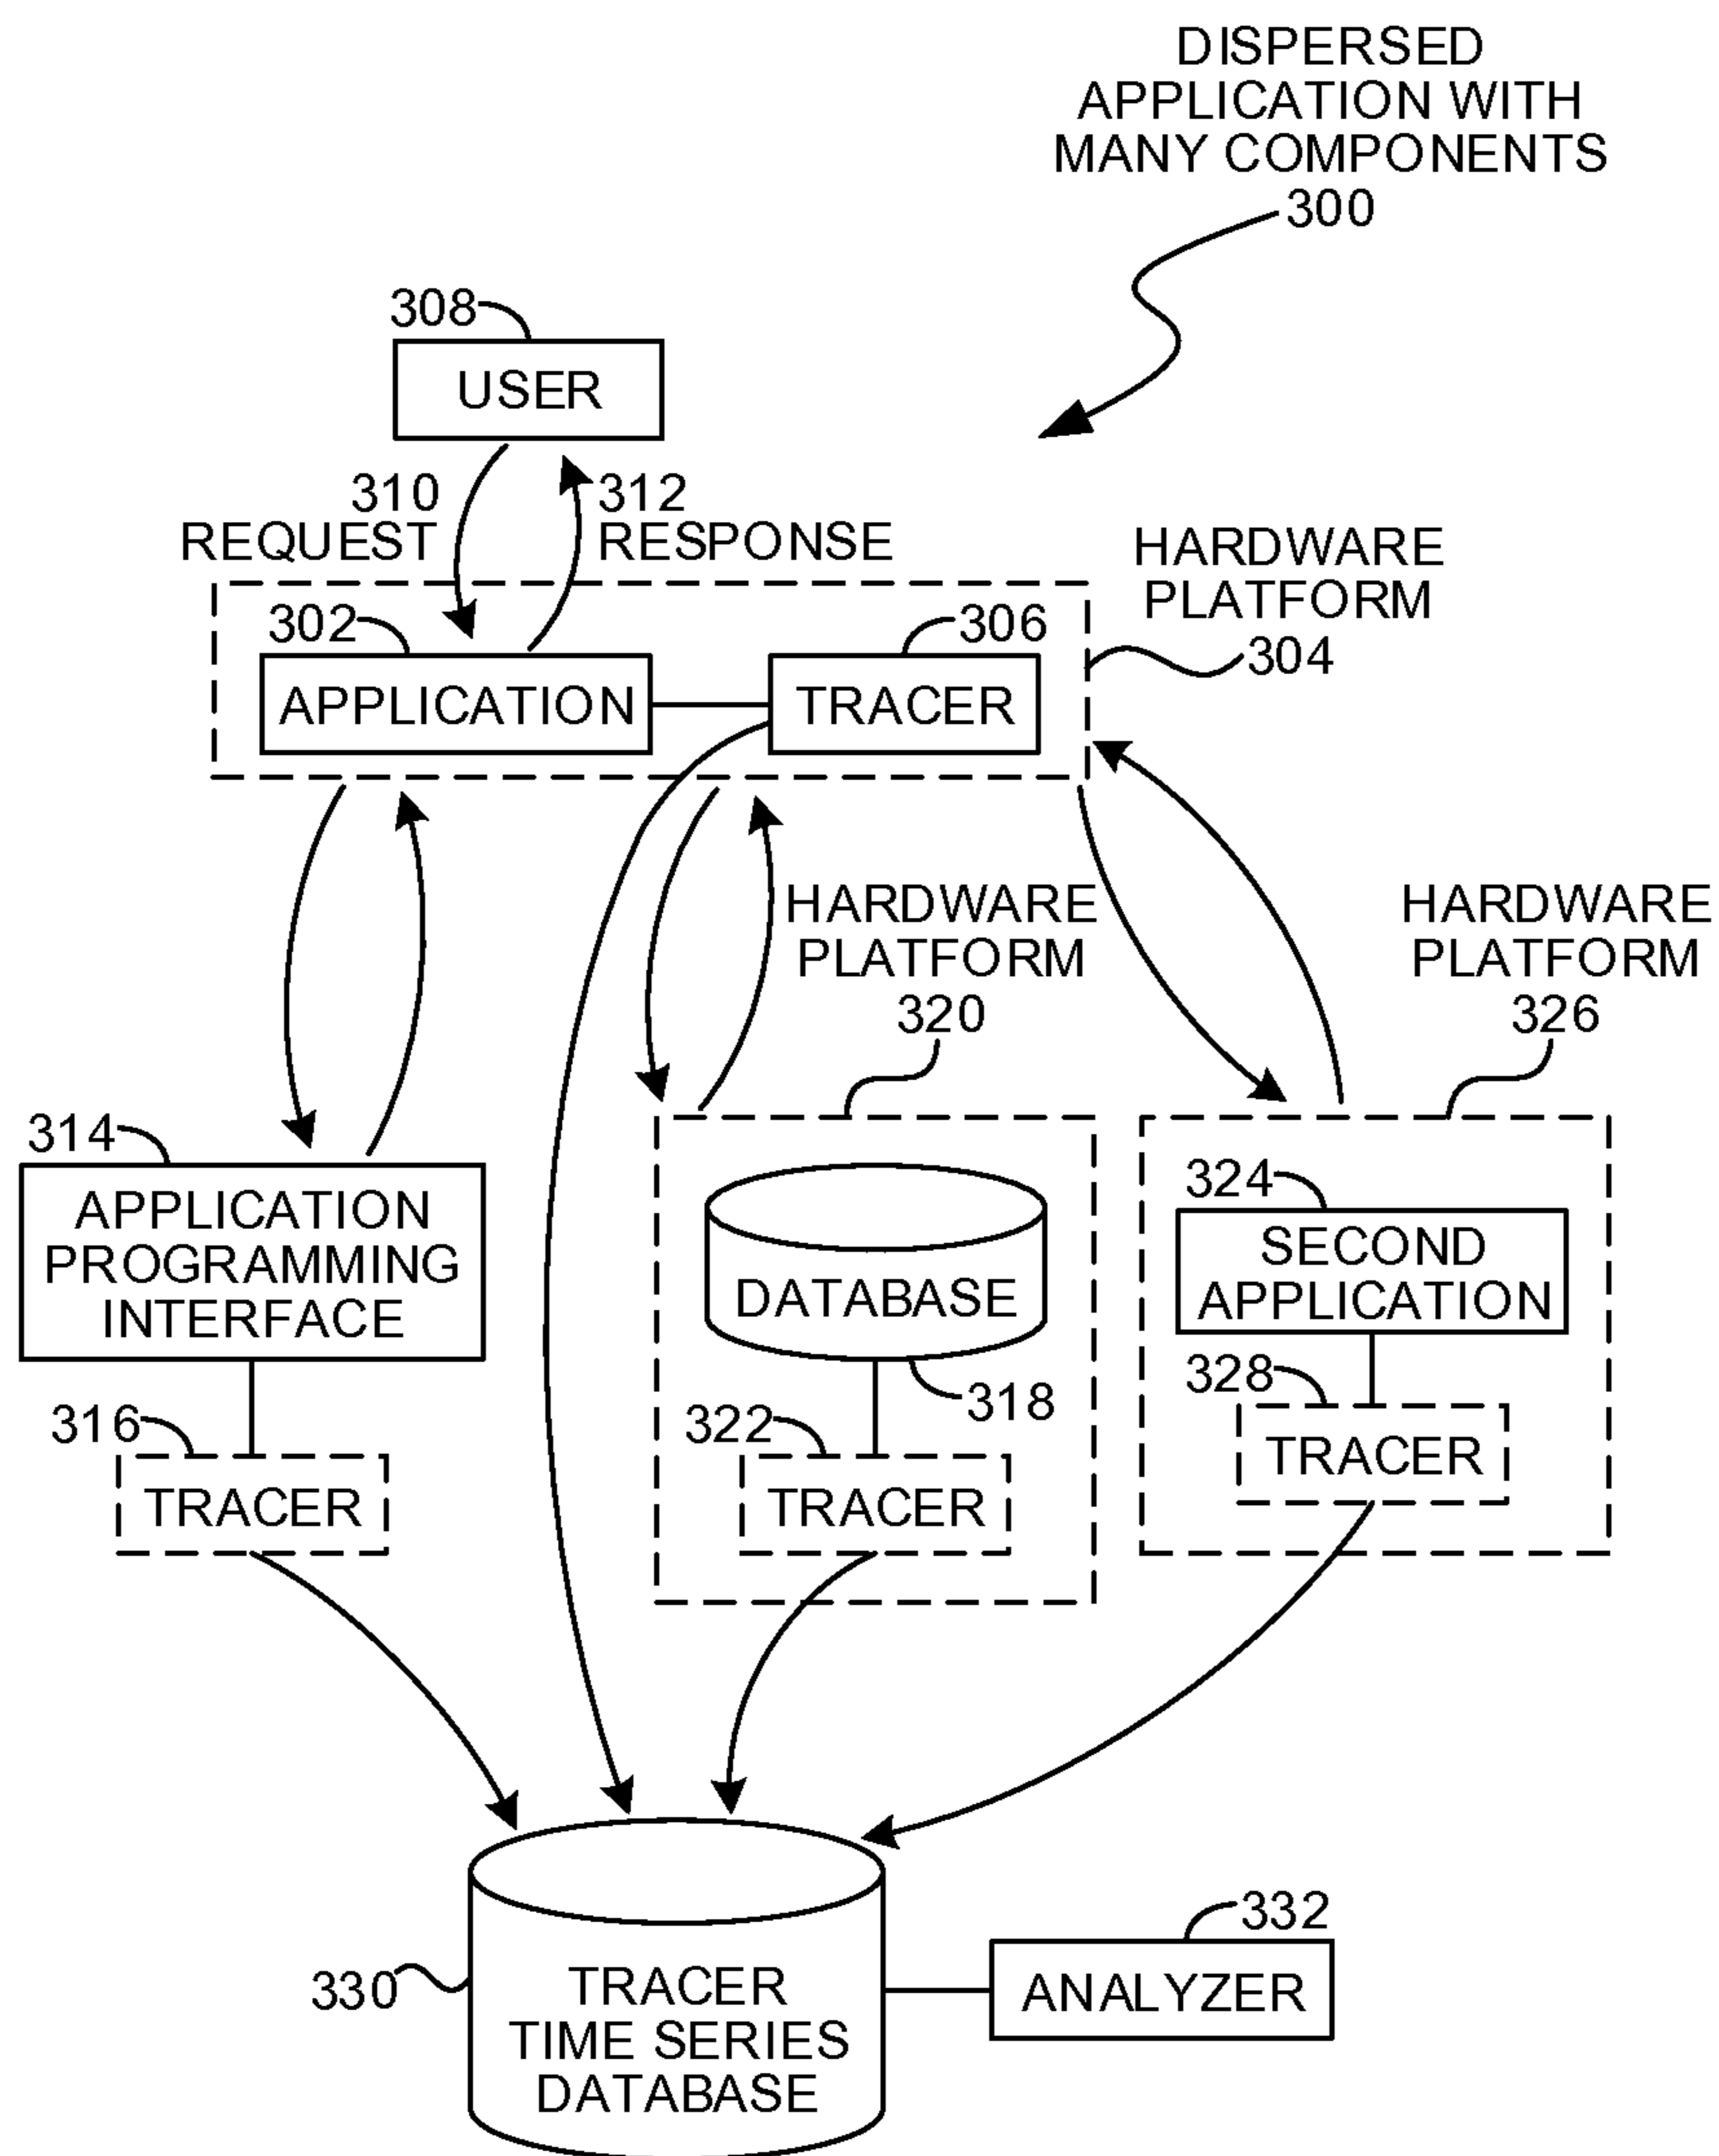 DISPERSED
APPLICATION WITH
MANY COMPONENTS
300
308
USER
310
REQUEST
312
RESPONSE
HARDWARE
PLATFORM
304
302
APPLICATION
306
TRACER
HARDWARE
PLATFORM
320
HARDWARE
PLATFORM
326
314
APPLICATION
PROGRAMMING
INTERFACE
316
TRACER
DATABASE
318
322
TRACER
324
SECOND
APPLICATION
328
TRACER
330
TRACER
TIME SERIES
DATABASE
332
ANALYZER